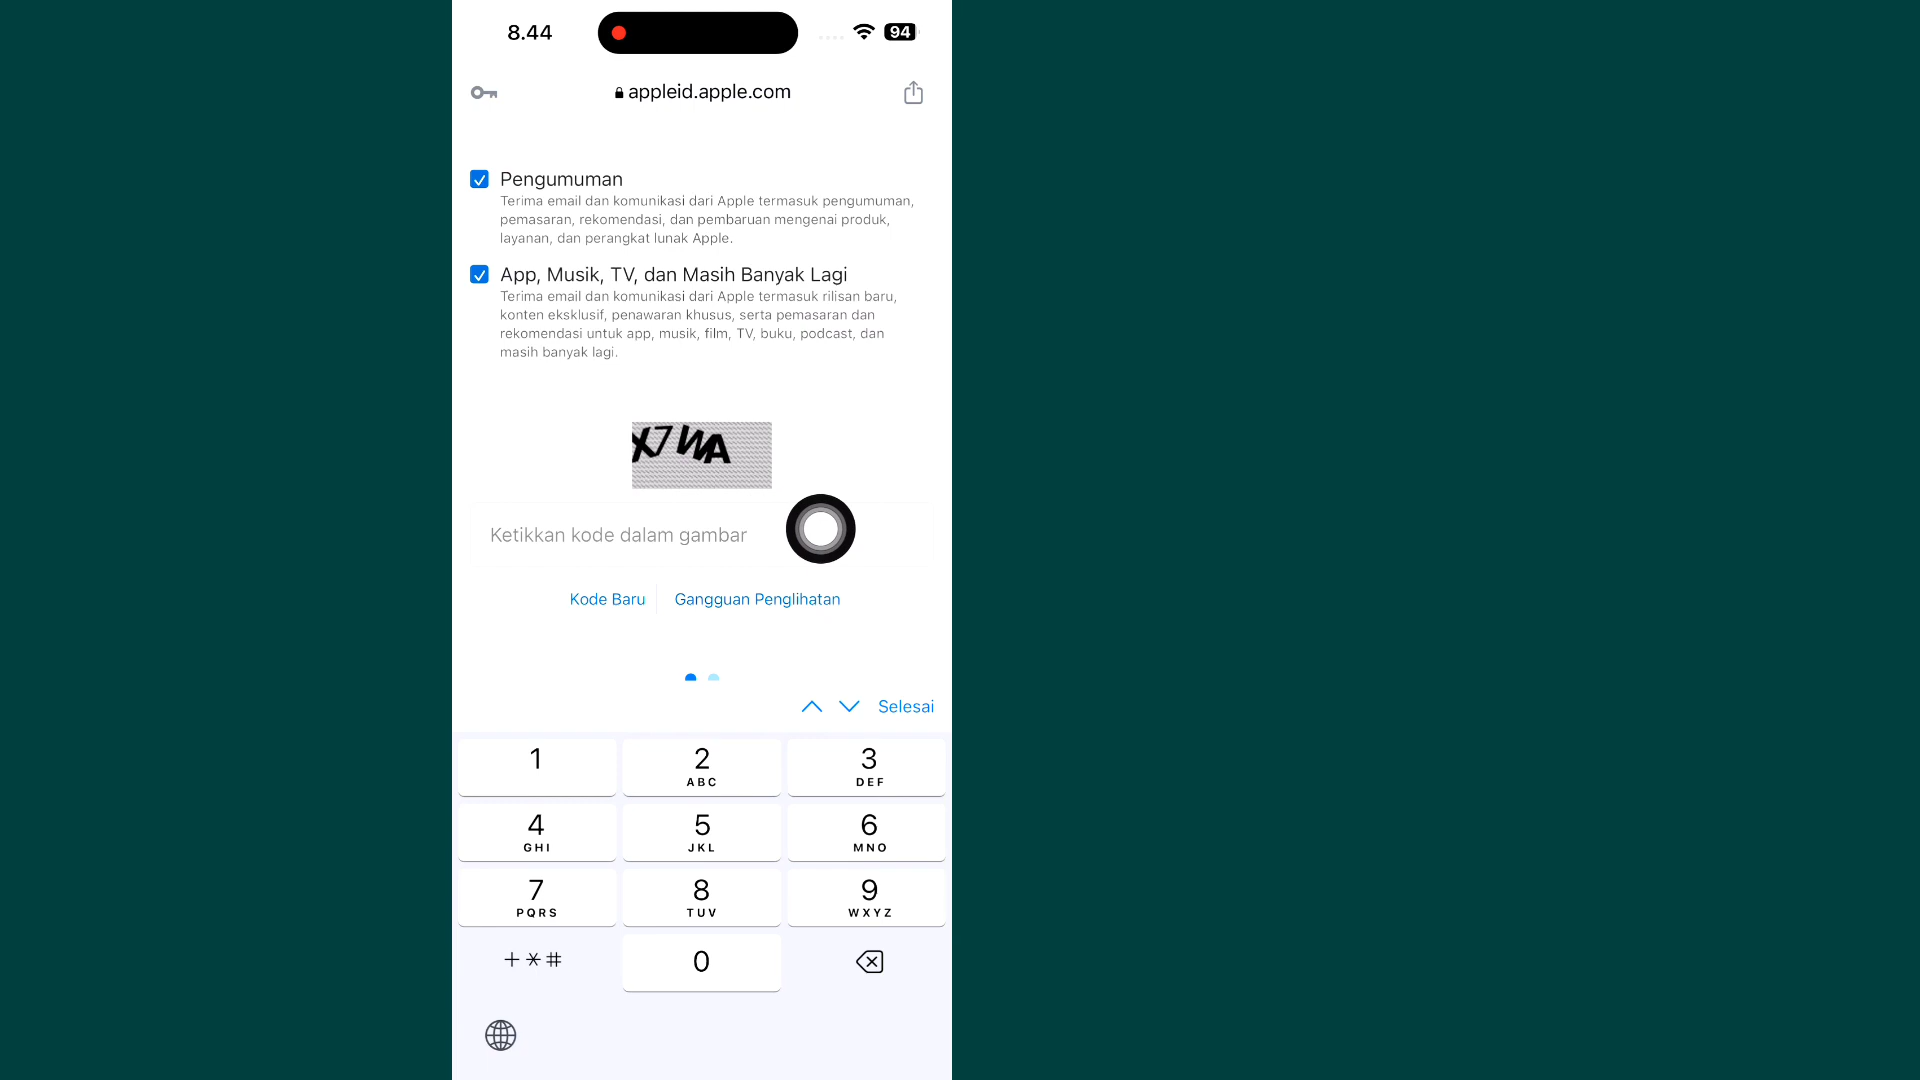 8.44
94
appleid.apple.com
Pengumuman
Terima email dan komunikasi dari Apple termasuk pengumuman,
pemasaran, rekomendasi, dan pembaruan mengenai produk,
layanan, dan perangkat lunak Apple.
App, Musik, TV, dan Masih Banyak Lagi
Terima email dan komunikasi dari Apple termasuk rilisan baru,
konten eksklusif, penawaran khusus, serta pemasaran dan
rekomendasi untuk app, musik, film, TV, buku, podcast, dan
masih banyak lagi.
X7WA
Ketikkan kode dalam gambar
Kode Baru
Gangguan Penglihatan
Selesai
1
2
ABC
3
DEF
4
GHI
5
JKL
6
MNO
7
PQRS
8
TUV
9
WXYZ
+*#
0